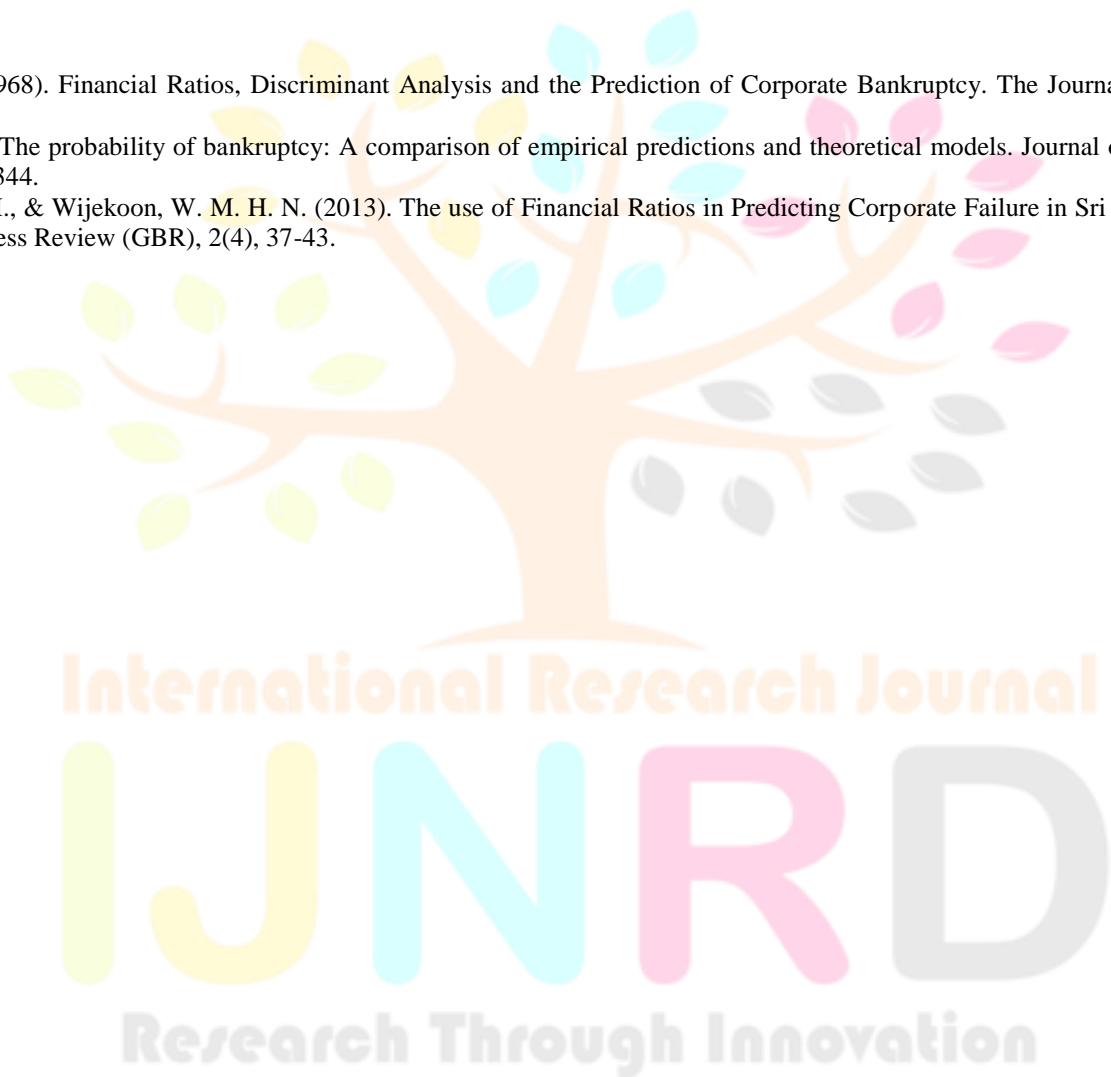 968). Financial Ratios, Discriminant Analysis and the Prediction of Corporate Bankruptcy. The Journa
The probability of bankruptcy: A comparison of empirical predictions and theoretical models. Journal
344.
I., & Wijekoon, W. M. H. N. (2013). The use of Financial Ratios in Predicting Corporate Failure in Sri
ess Review (GBR), 2(4), 37-43.
International Research Journal
IJNRD
Research Through Innovation